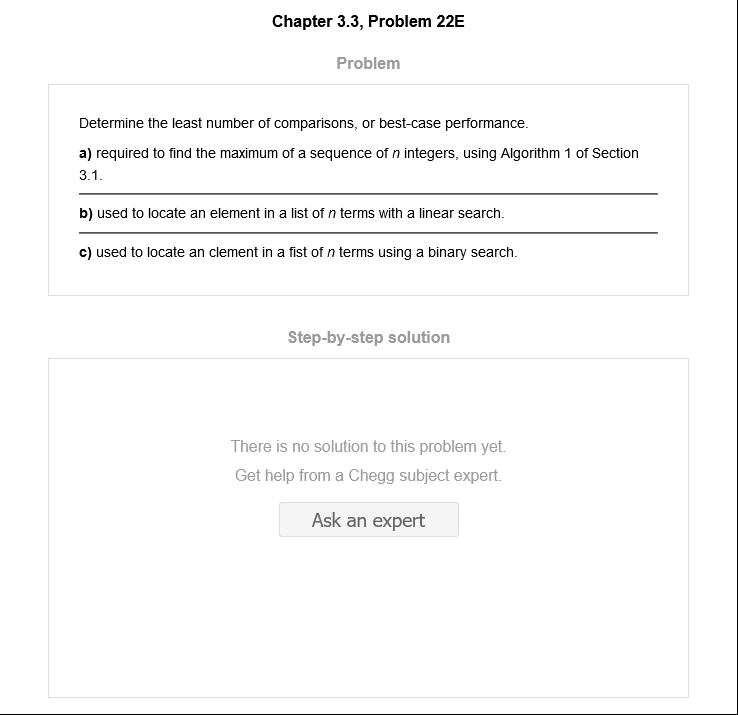 Chapter 3.3, Problem 22E
Problem
Determine the least number of comparisons, or best-case performance.
a) required to find the maximum of a sequence of n integers, using Algorithm 1 of Section
3.1.
b) used to locate an element in a list of n terms with a linear search.
c) used to locate an clement in a fist of n terms using a binary search.
Step-by-step solution
There is no solution to this problem yet.
Get help from a Chegg subject expert.
Ask an expert